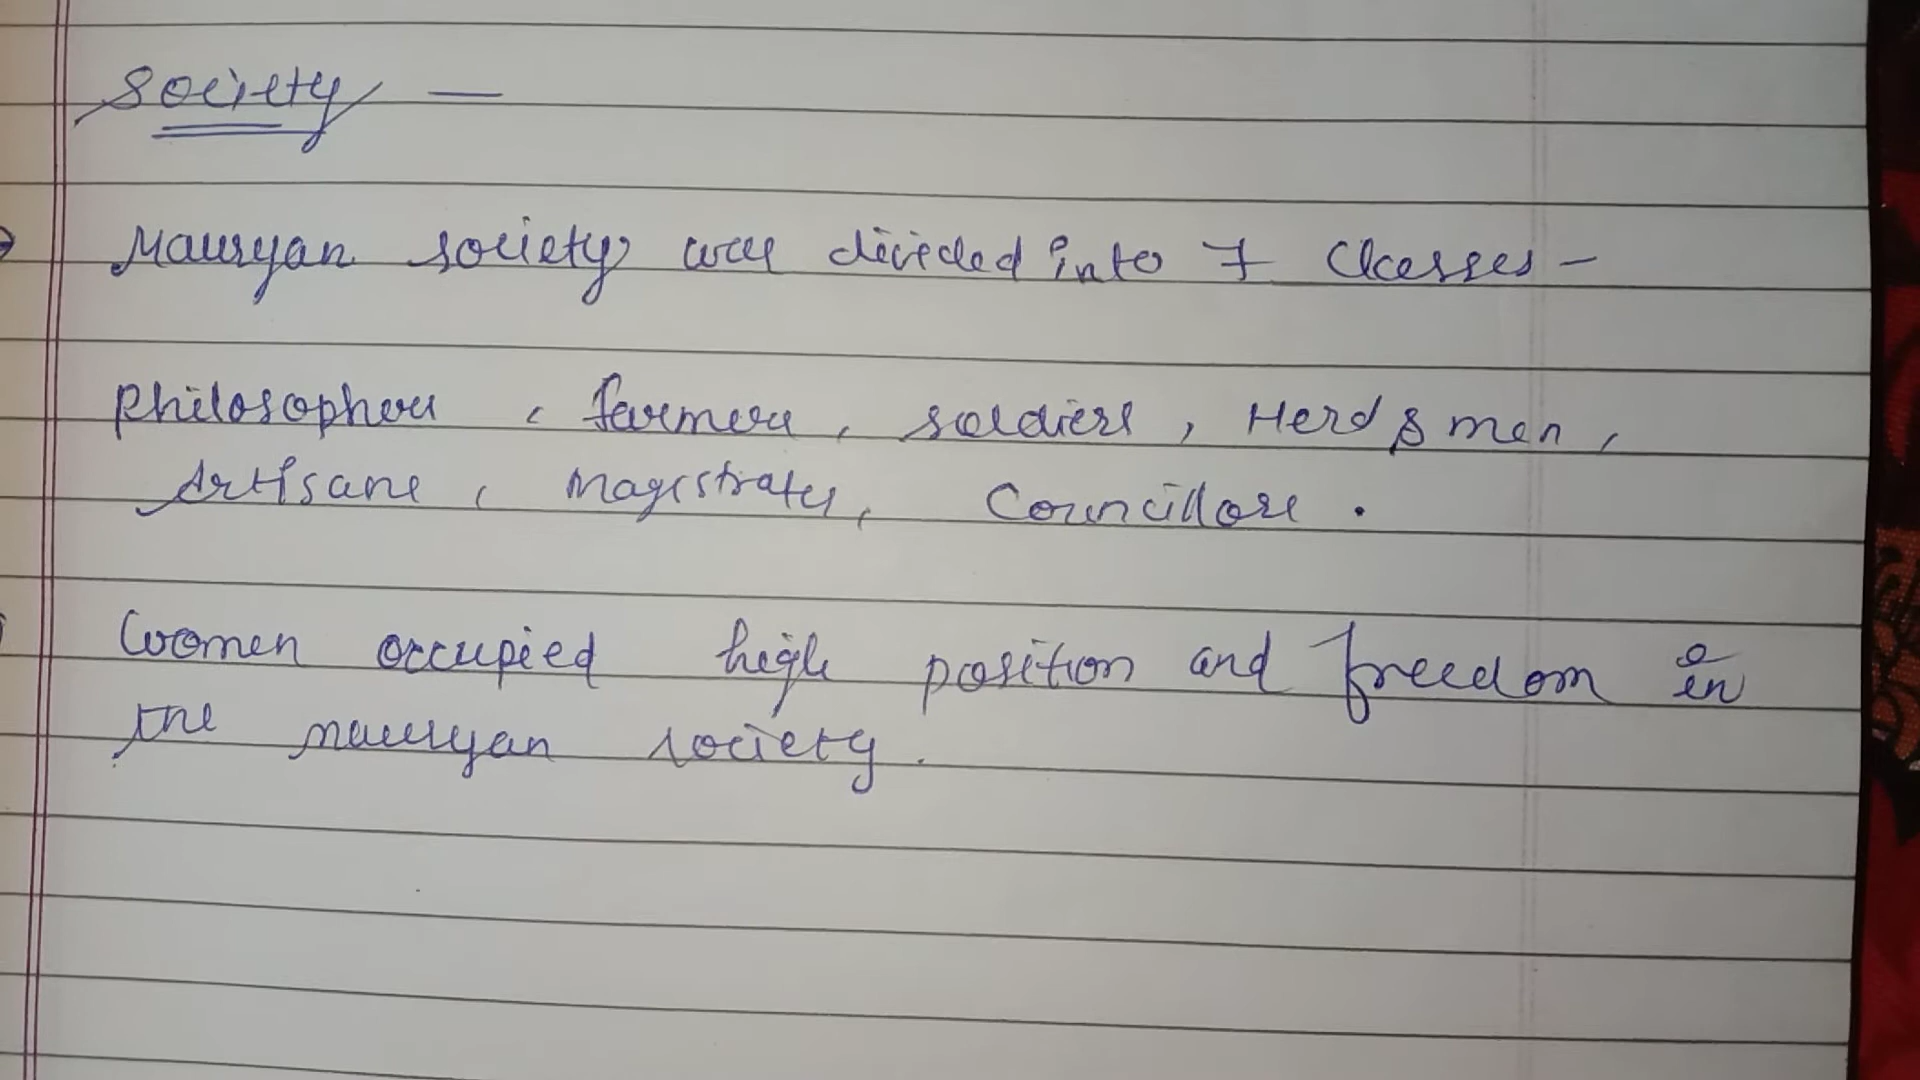 Society —
Mauryan society was divided into 7 classes -
Philosophers, farmers, soldiers, Herdsmen,
Artisans, Magistrates, Councillors.
Women occupied high position and freedom in
the mauryan society.